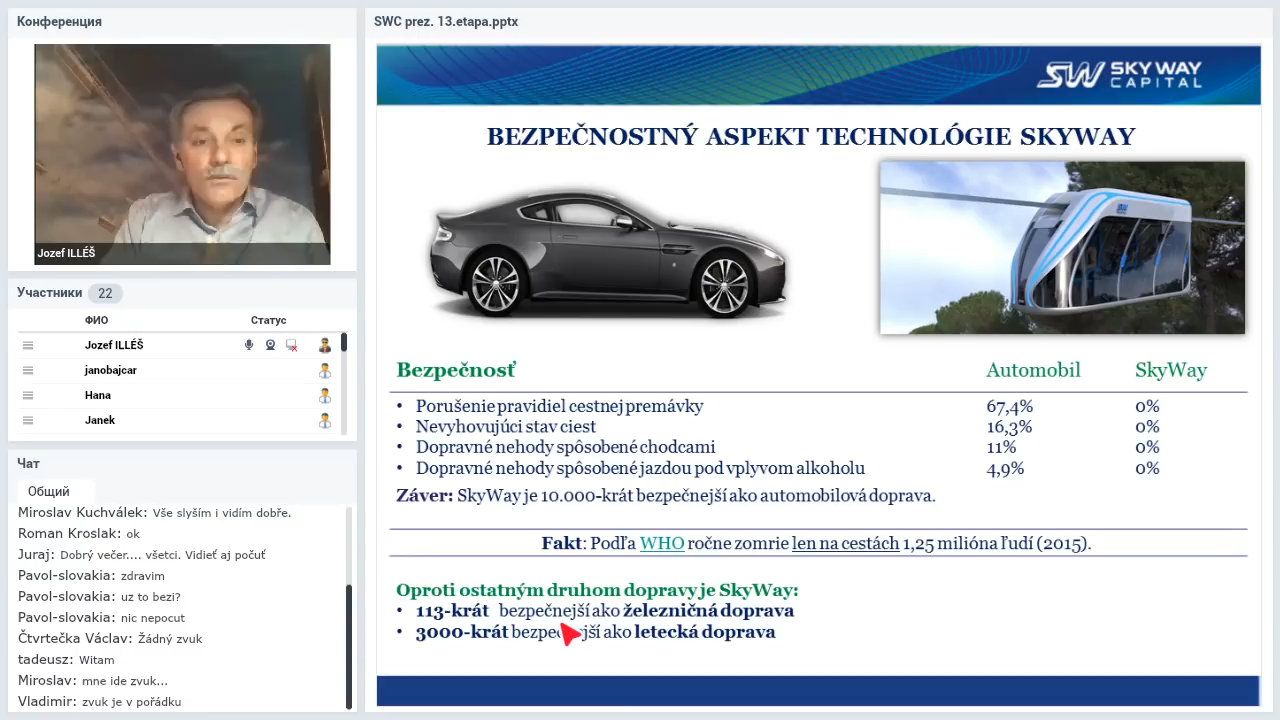 Конференция
Jozef ILLÉŠ
Участники 22
ФИО Статус
Jozef ILLÉŠ
janobajcar
Hana
Janek
Чат
Общий
Miroslav Kuchválek: Vše slyším i vidím dobře.
Roman Kroslak: ok
Juraj: Dobrý večer.... všetci. Vidieť aj počuť
Pavol-slovakia: zdravim
Pavol-slovakia: uz to bezi?
Pavol-slovakia: nic nepocut
Čtvrtečka Václav: Žádný zvuk
tadeusz: Witam
Miroslav: mne ide zvuk...
Vladimir: zvuk je v pořádku
SWC prez. 13.etapa.pptx
SW SKY WAY
CAPITAL
BEZPEČNOSTNÝ ASPEKT TECHNOLÓGIE SKYWAY
Bezpečnosť Automobil SkyWay
• Porušenie pravidiel cestnej premávky 67,4% 0%
• Nevyhovujúci stav ciest 16,3% 0%
• Dopravné nehody spôsobené chodcami 11% 0%
• Dopravné nehody spôsobené jazdou pod vplyvom alkoholu 4,9% 0%
Záver: SkyWay je 10.000-krát bezpečnejší ako automobilová doprava.
Fakt: Podľa WHO ročne zomrie len na cestách 1,25 milióna ľudí (2015).
Oproti ostatným druhom dopravy je SkyWay:
• 113-krát bezpečnejší ako železničná doprava
• 3000-krát bezpečnejší ako letecká doprava